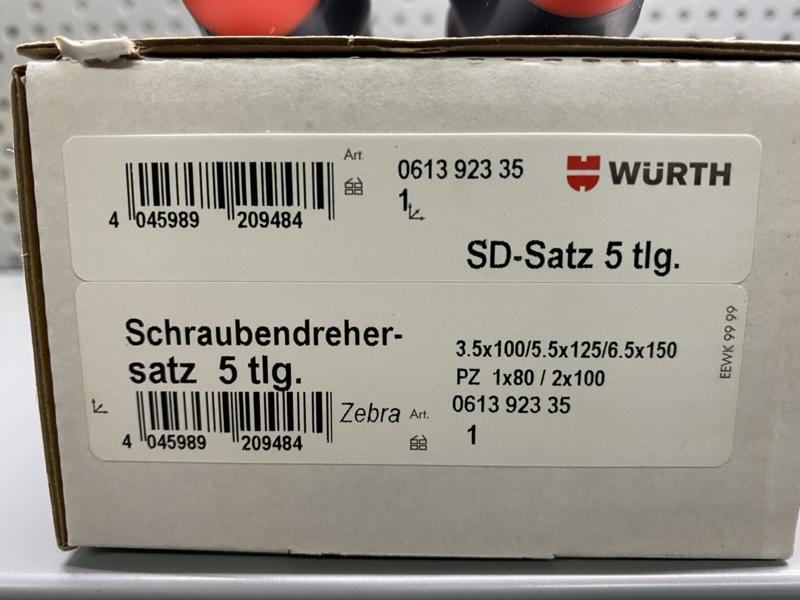 Art.
0613 923 35
WÜRTH
1
4 045989 209484
SD-Satz 5 tlg.
Schraubendreher-
satz 5 tlg.
3.5x100/5.5x125/6.5x150
PZ 1x80 / 2x100
EEWK 99 99
Zebra
Art.
0613 923 35
4 045989 209484
1